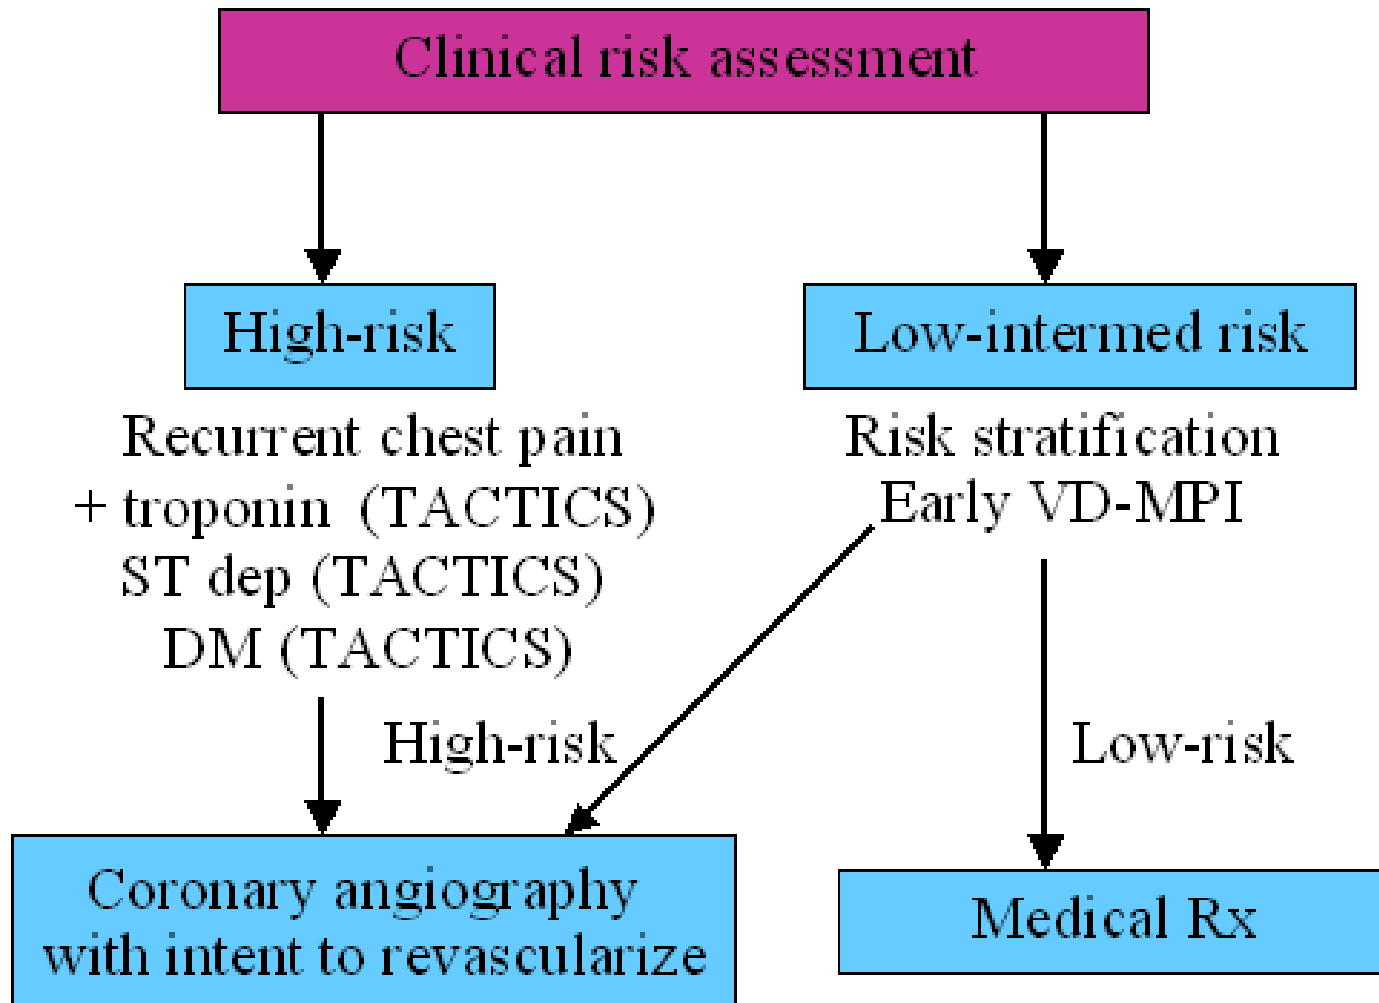 Clinical risk assessment
High-risk
Low-intermed risk
Recurrent chest pain
+ troponin (TACTICS)
ST dep (TACTICS)
DM (TACTICS)
Risk stratification
Early VD-MPI
High-risk
Low-risk
Coronary angiography
with intent to revascularize
Medical Rx